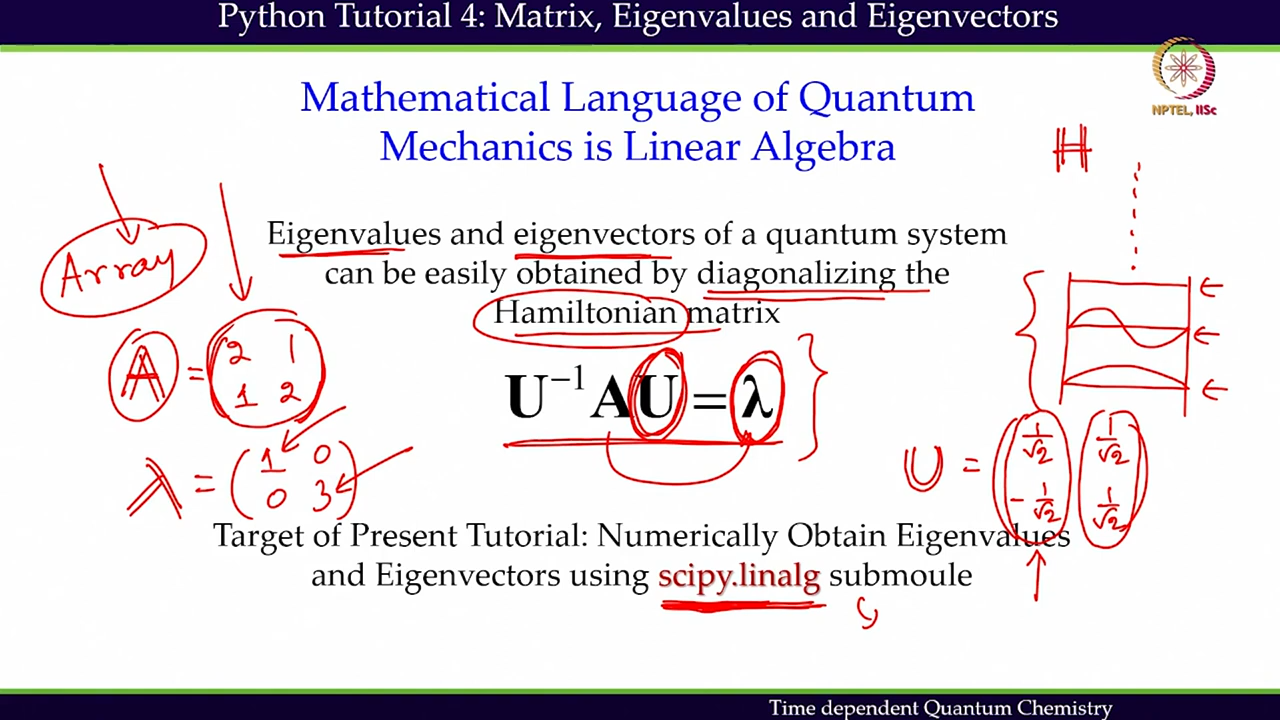 Python Tutorial 4: Matrix, Eigenvalues and Eigenvectors
NPTEL, IISc
Mathematical Language of Quantum
Mechanics is Linear Algebra
ℍ
Array
Eigenvalues and eigenvectors of a quantum system
can be easily obtained by diagonalizing the
Hamiltonian matrix
𝔸 = (2 1
1 2)
U⁻¹AU = λ
λ = (1 0
0 3)
U = (1/√2 1/√2
-1/√2 1/√2)
Target of Present Tutorial: Numerically Obtain Eigenvalues
and Eigenvectors using scipy.linalg submoule
Time dependent Quantum Chemistry